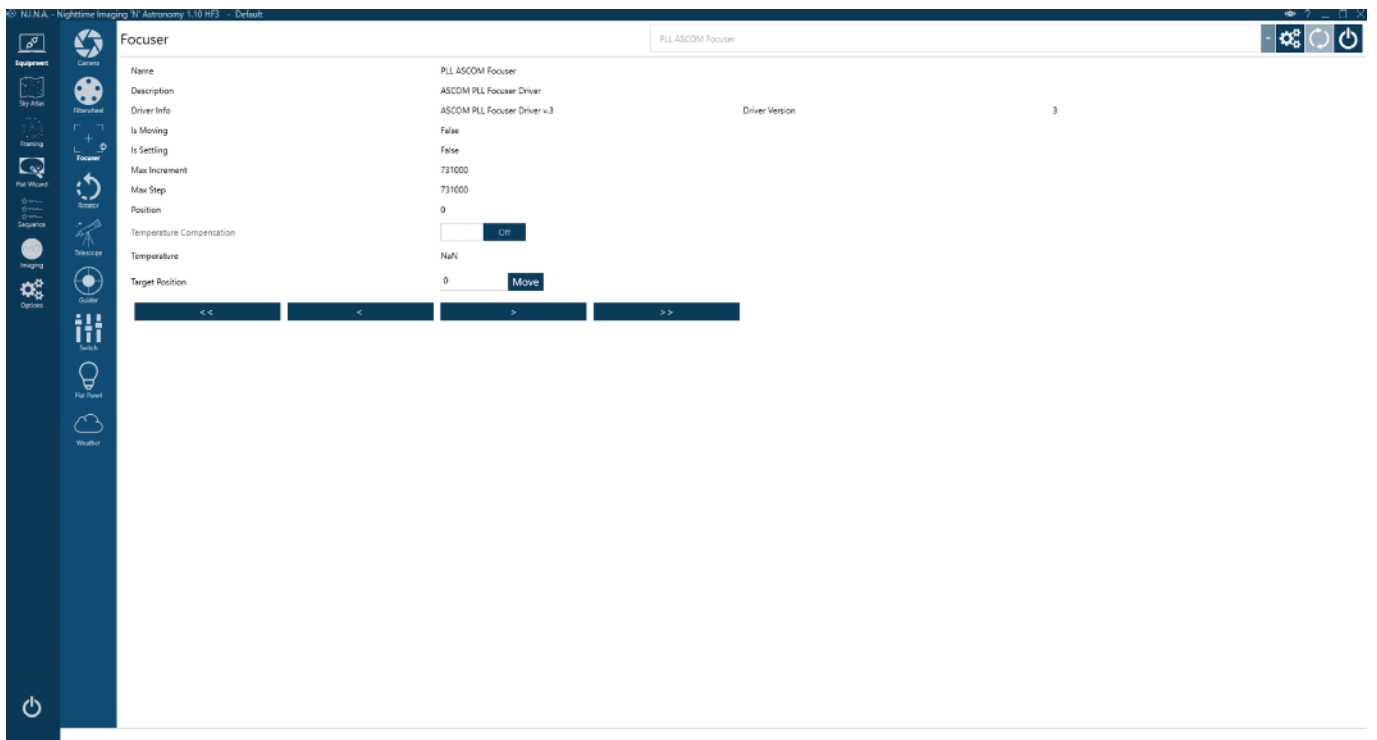 N.I.N.A. - Nighttime Imaging 'N' Astronomy 1.10 HF3 - Default
?
Equipment
Sky Atlas
Framing
Flat Wizard
Sequence
Imaging
Options
Camera
Filterwheel
Focuser
Rotator
Telescope
Guider
Switch
Flat Panel
Weather
Focuser
PLL ASCOM Focuser
Name PLL ASCOM Focuser
Description ASCOM PLL Focuser Driver
Driver Info ASCOM PLL Focuser Driver v.3 Driver Version 3
Is Moving False
Is Settling False
Max Increment 731000
Max Step 731000
Position 0
Temperature Compensation Off
Temperature NaN
Target Position 0 Move
<< < > >>